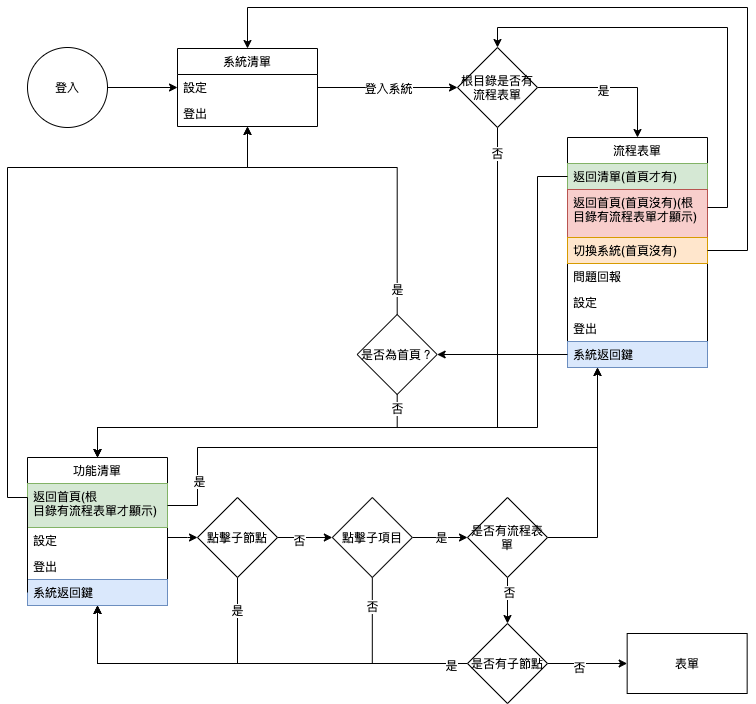 登入
系統清單
設定
登出
登入系統
根目錄是否有
流程表單
是
否
流程表單
返回清單(首頁才有)
返回首頁(首頁沒有)(根
目錄有流程表單才顯示)
切換系統(首頁沒有)
問題回報
設定
登出
系統返回鍵
是
是否為首頁？
否
功能清單
返回首頁(根
目錄有流程表單才顯示)
設定
登出
系統返回鍵
是
點擊子節點
否
點擊子項目
是
是否有流程表
單
是
否
否
是
是否有子節點
否
表單